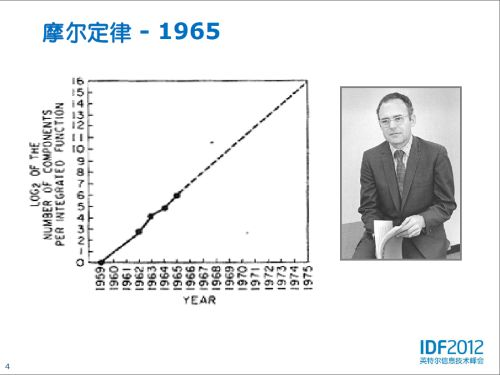 摩尔定律 - 1965
LOG2 OF THE
NUMBER OF COMPONENTS
PER INTEGRATED FUNCTION
16
15
14
13
12
11
10
9
8
7
6
5
4
3
2
1
0
1959 1960 1961 1962 1963 1964 1965 1966 1967 1968 1969 1970 1971 1972 1973 1974 1975
YEAR
4
IDF2012
英特尔信息技术峰会